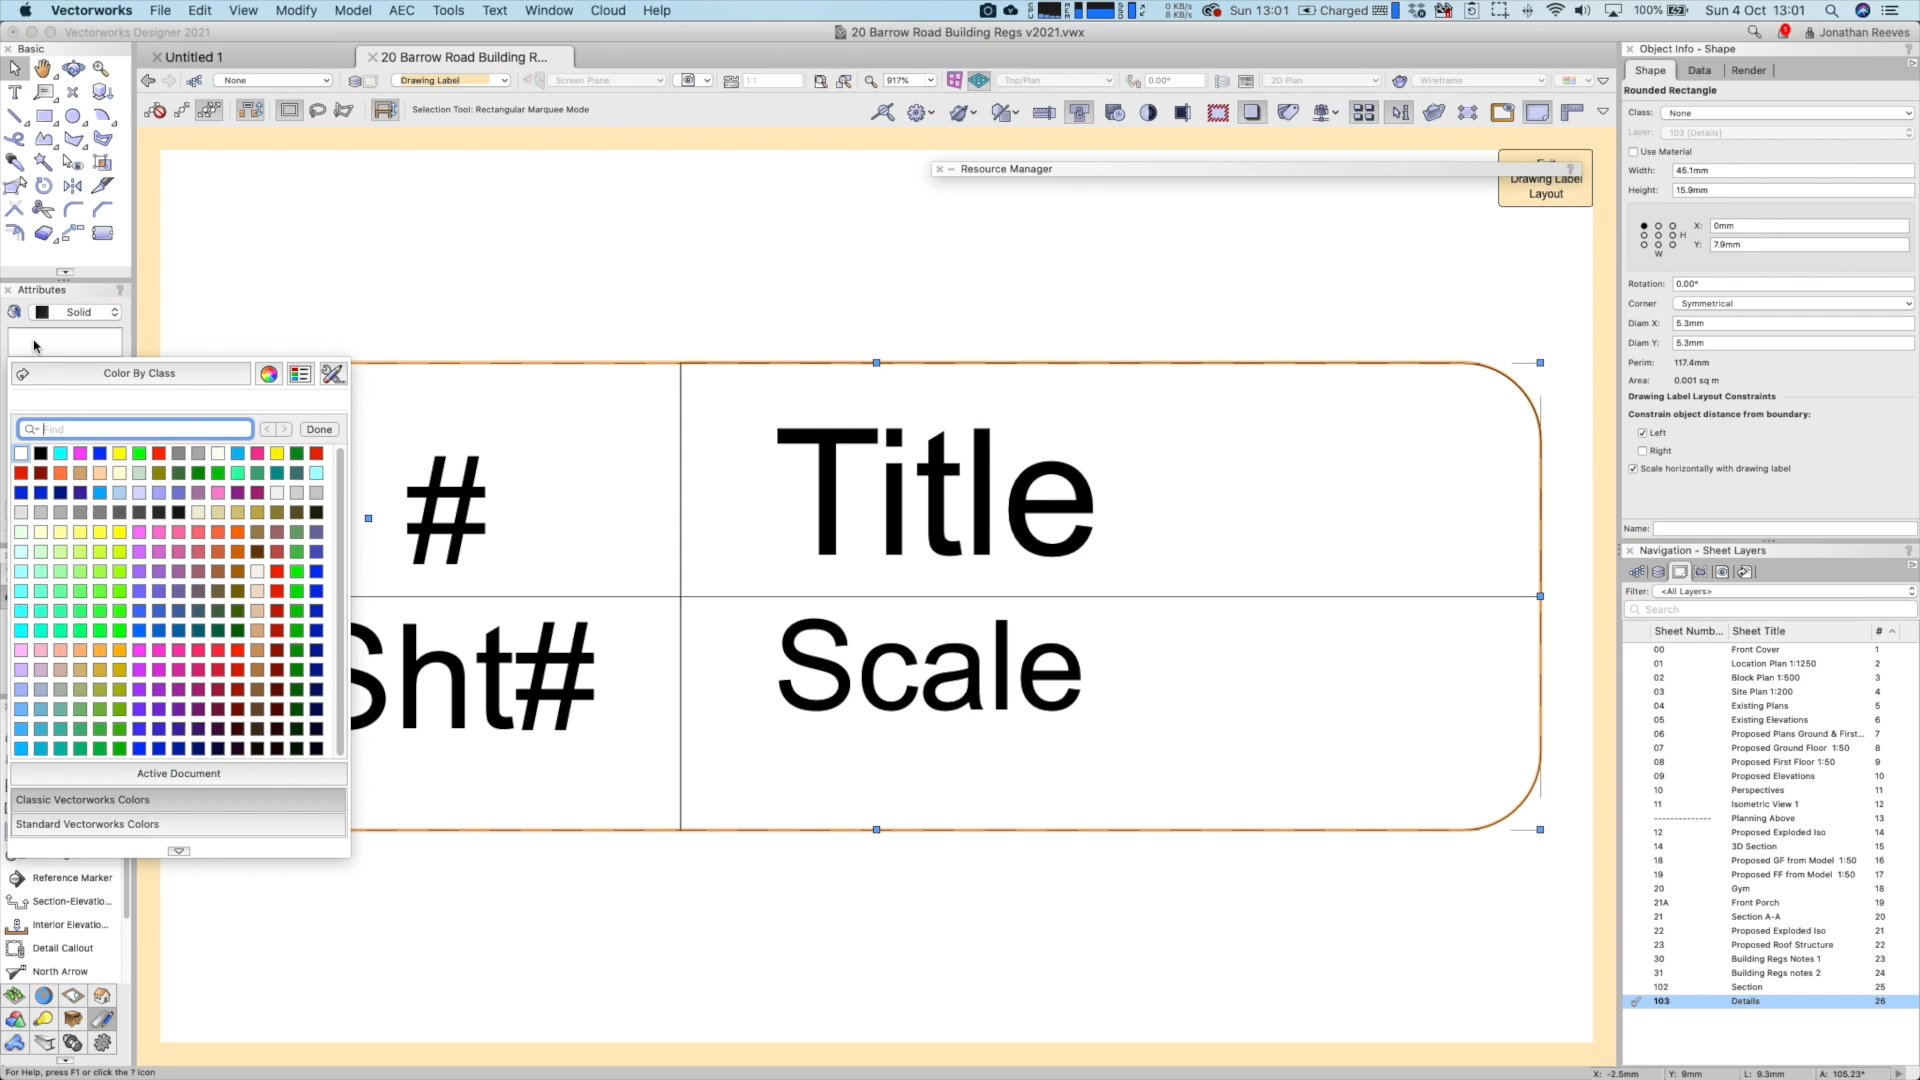 Vectorworks File Edit View Modify Model AEC Tools Text Window Cloud Help
0 KB/s
8 KB/s
Sun 13:01 Charged 100% Sun 4 Oct 13:01
Vectorworks Designer 2021
20 Barrow Road Building Regs v2021.vwx
Jonathan Reeves
Basic
Untitled 1
20 Barrow Road Building R...
None
Drawing Label
Screen Plane
1:1
917%
Top/Plan
0.00°
2D Plan
Wireframe
Selection Tool: Rectangular Marquee Mode
Resource Manager
Drawing Label
Layout
Attributes
Solid
Color By Class
Find
Done
Active Document
Classic Vectorworks Colors
Standard Vectorworks Colors
#
Title
Sht#
Scale
Reference Marker
Section-Elevatio...
Interior Elevatio...
Detail Callout
North Arrow
Object Info - Shape
Shape Data Render
Rounded Rectangle
Class: None
Layer: 103 [Details]
Use Material
Width: 45.1mm
Height: 15.9mm
X: 0mm
H
Y: 7.9mm
W
Rotation: 0.00°
Corner Symmetrical
Diam X: 5.3mm
Diam Y: 5.3mm
Perim: 117.4mm
Area: 0.001 sq m
Drawing Label Layout Constraints
Constrain object distance from boundary:
Left
Right
Scale horizontally with drawing label
Name:
Navigation - Sheet Layers
Filter: <All Layers>
Search
Sheet Numb... Sheet Title #
00 Front Cover 1
01 Location Plan 1:1250 2
02 Block Plan 1:500 3
03 Site Plan 1:200 4
04 Existing Plans 5
05 Existing Elevations 6
06 Proposed Plans Ground & First... 7
07 Proposed Ground Floor 1:50 8
08 Proposed First Floor 1:50 9
09 Proposed Elevations 10
10 Perspectives 11
11 Isometric View 1 12
-------------- Planning Above 13
12 Proposed Exploded Iso 14
14 3D Section 15
18 Proposed GF from Model 1:50 16
19 Proposed FF from Model 1:50 17
20 Gym 18
21A Front Porch 19
21 Section A-A 20
22 Proposed Exploded Iso 21
23 Proposed Roof Structure 22
30 Building Regs Notes 1 23
31 Building Regs notes 2 24
102 Section 25
103 Details 26
For Help, press F1 or click the ? icon
X: -2.5mm Y: 9mm L: 9.3mm A: 105.23°